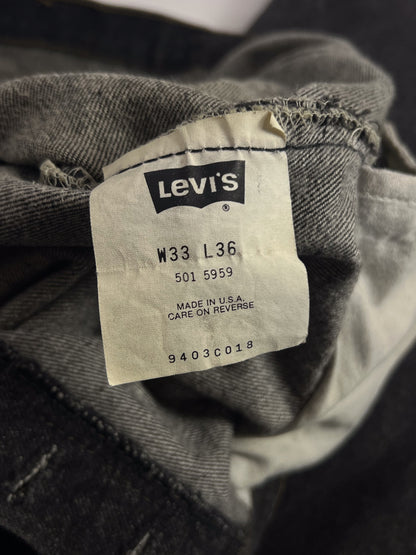 LEVI'S
®
W33 L36
501 5959
MADE IN U.S.A.
CARE ON REVERSE
9403C018